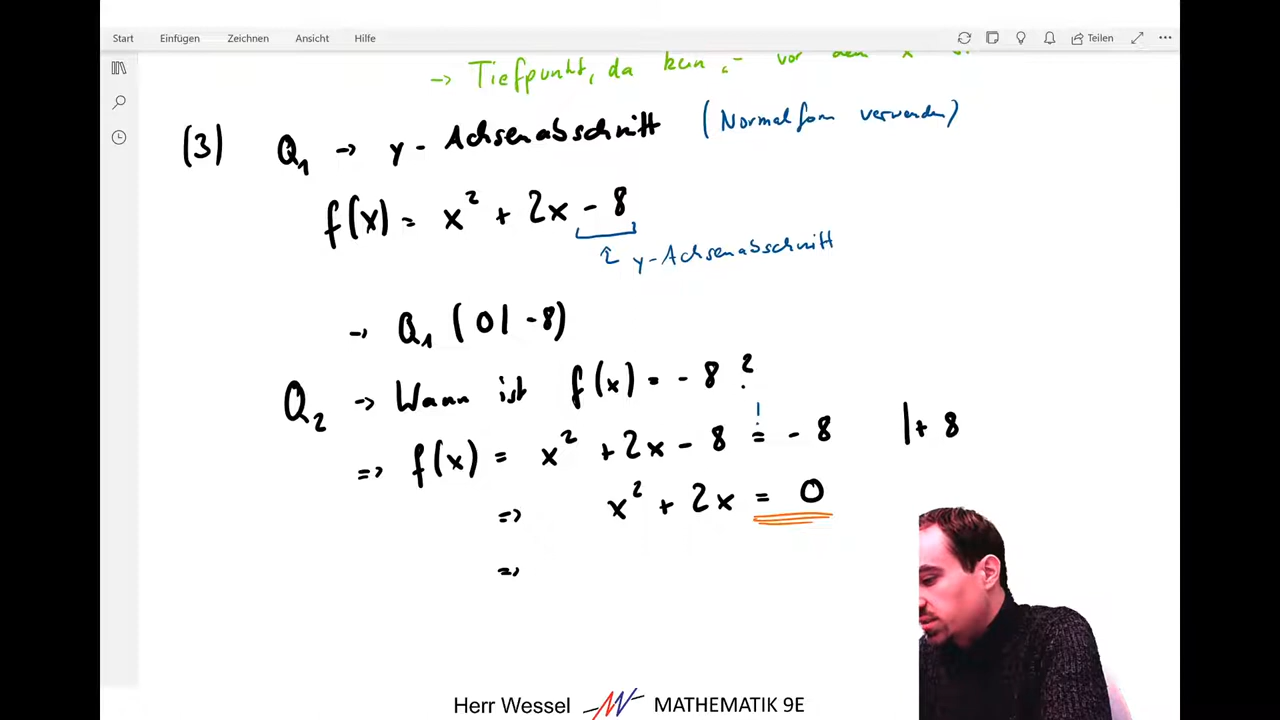 Start Einfügen Zeichnen Ansicht Hilfe Teilen
→ Tiefpunkt, da kein „- vor dem x
(3) Q₁ → y-Achsenabschnitt (Normalform verwenden)
f(x) = x² + 2x - 8
y-Achsenabschnitt
→ Q₁ (0| -8)
Q₂ → Wann ist f(x) = -8 ?
=> f(x) = x² + 2x - 8 = - 8 |+ 8
=> x² + 2x = 0
=>
Herr Wessel MATHEMATIK 9E